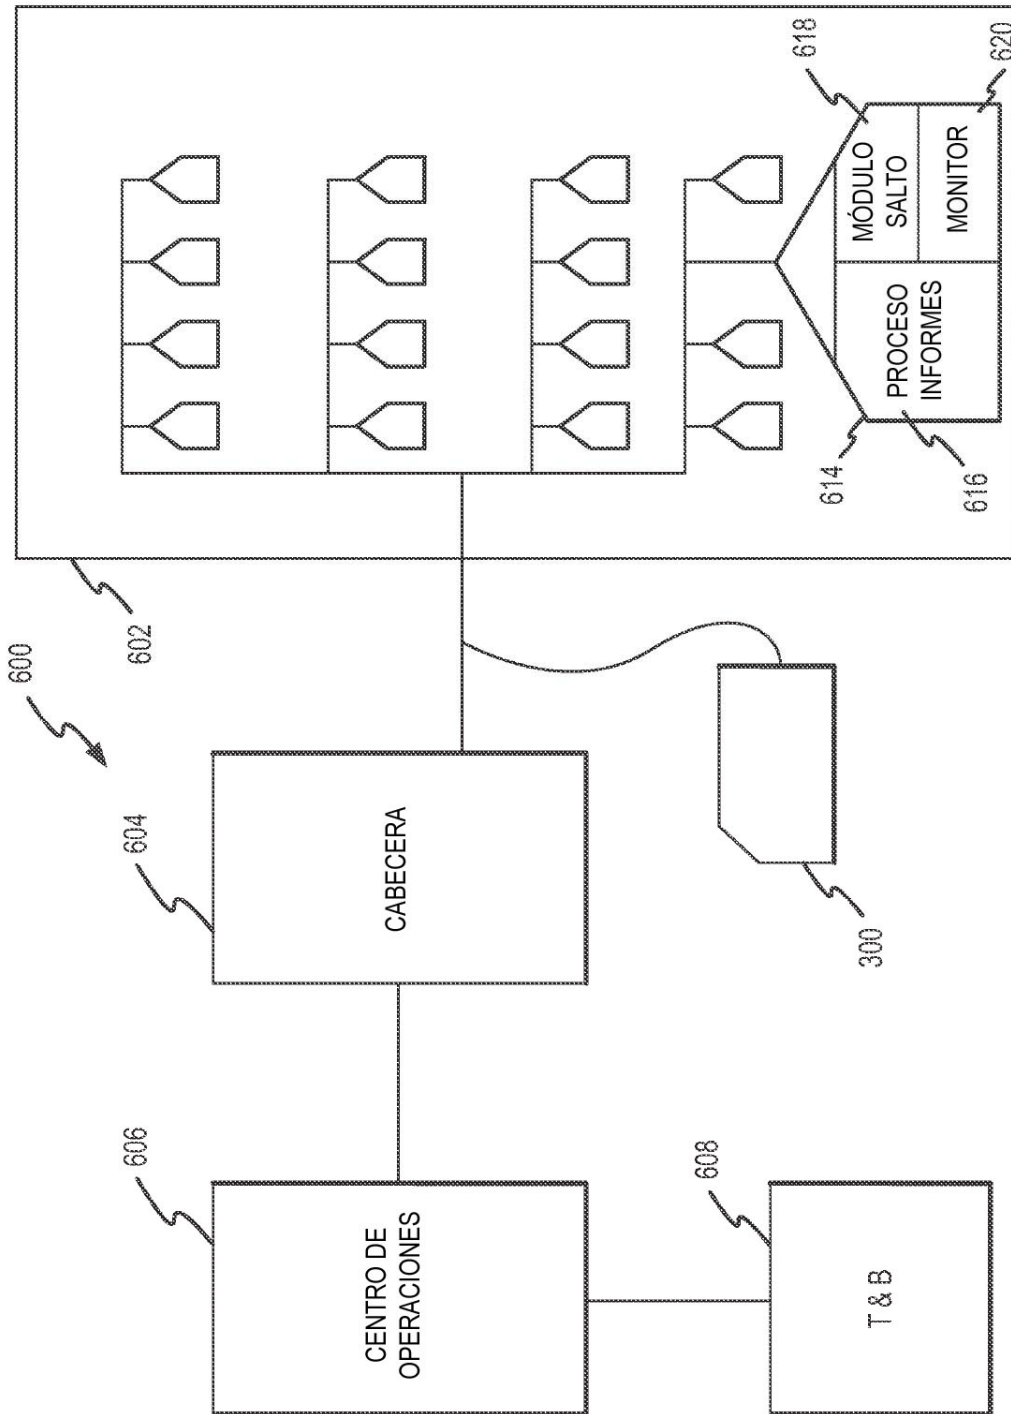 600
602
604
CABECERA
606
CENTRO DE
OPERACIONES
608
T & B
300
614
616
PROCESO
INFORMES
MÓDULO
SALTO
618
MONITOR
620